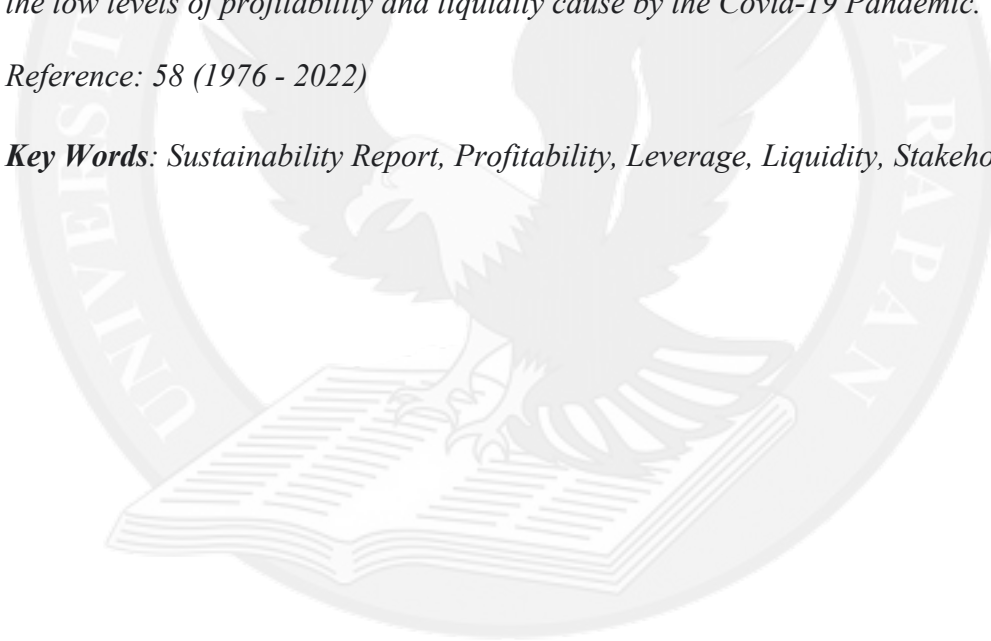 the low levels of profitability and liquidity cause by the Covid-19 Pandemic.
Reference: 58 (1976 - 2022)
Key Words: Sustainability Report, Profitability, Leverage, Liquidity,